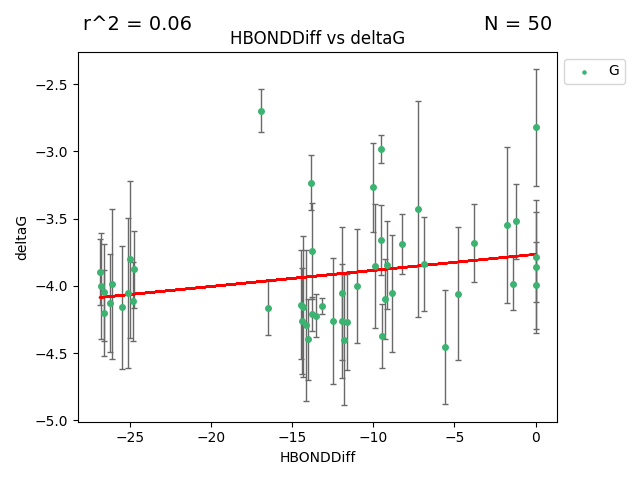 r^2 = 0.06
N = 50
HBONDDiff vs deltaG
G
−2.5
−3.0
−3.5
−4.0
−4.5
−5.0
deltaG
−25
−20
−15
−10
−5
0
HBONDDiff